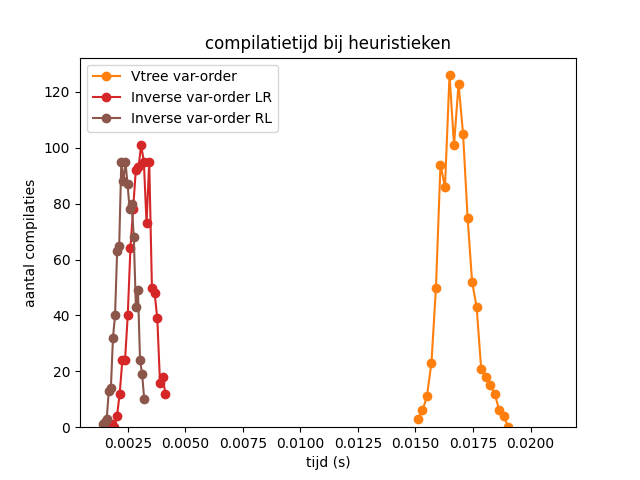 compilatietijd bij heuristieken
Vtree var-order
Inverse var-order LR
Inverse var-order RL
aantal compilaties
120
100
80
60
40
20
0
0.0025 0.0050 0.0075 0.0100 0.0125 0.0150 0.0175 0.0200
tijd (s)